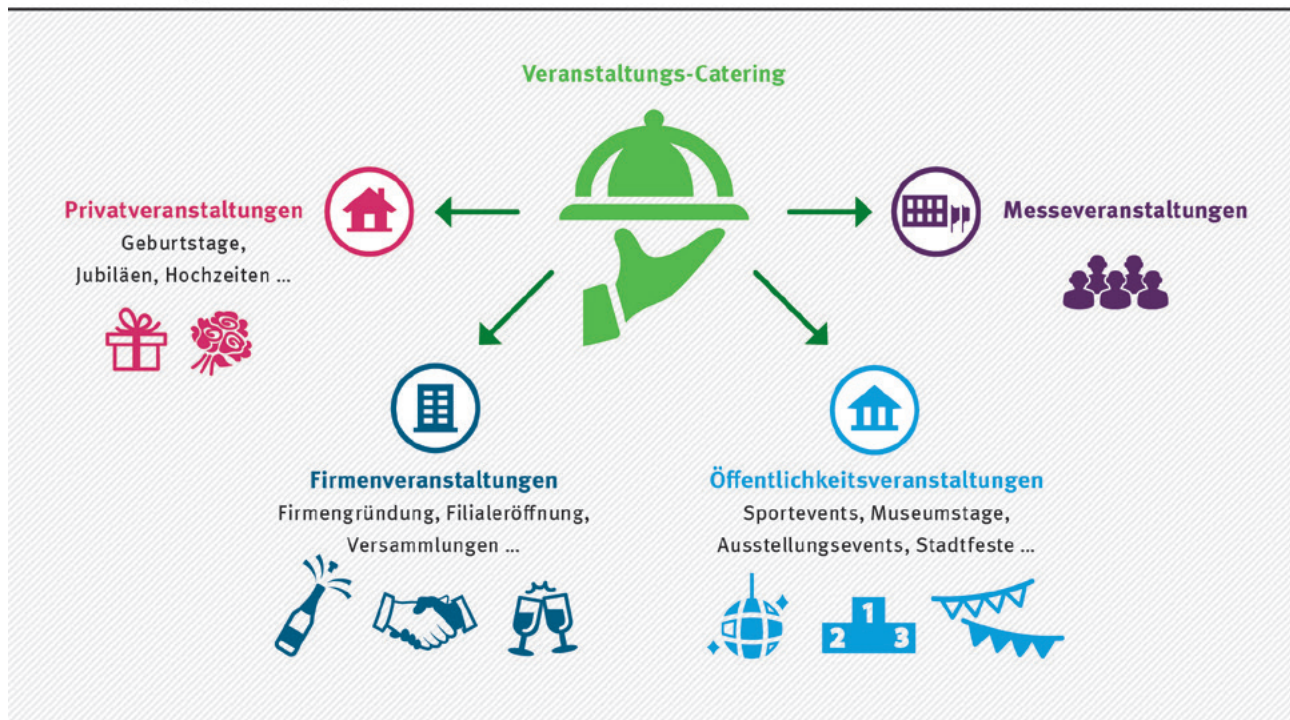 Veranstaltungs-Catering
Privatveranstaltungen
Geburtstage,
Jubiläen, Hochzeiten ...
Messeveranstaltungen
Firmenveranstaltungen
Firmengründung, Filialeröffnung,
Versammlungen ...
Öffentlichkeitsveranstaltungen
Sportevents, Museumstage,
Ausstellungsevents, Stadtfeste ...
1
2 3